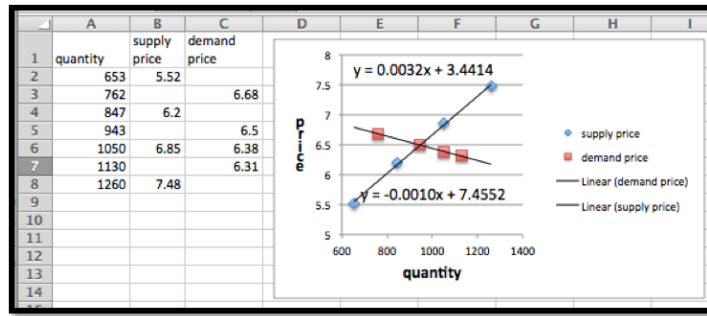 A B C D E F G H I
supply demand
1 quantity price price
2 653 5.52
3 762 6.68
4 847 6.2
5 943 6.5
6 1050 6.85 6.38
7 1130 6.31
8 1260 7.48
9
10
11
12
13
14
8
7.5
7
6.5
6
5.5
5
y = 0.0032x + 3.4414
y = -0.0010x + 7.4552
price
600 800 1000 1200 1400
quantity
supply price
demand price
Linear (demand price)
Linear (supply price)